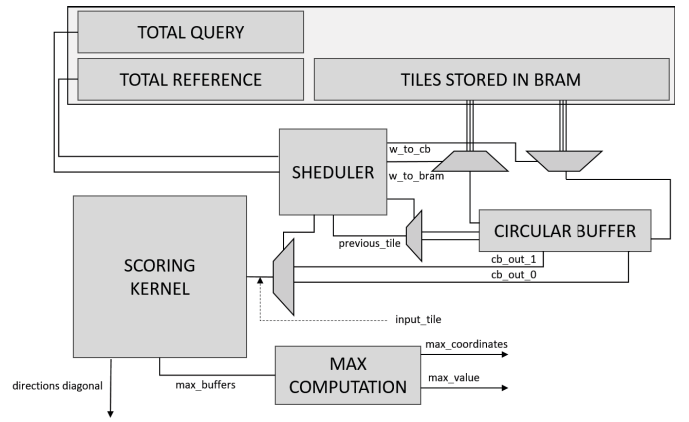 TOTAL QUERY
TOTAL REFERENCE
TILES STORED IN BRAM
SHEDULER
w_to_cb
w_to_bram
previous_tile
CIRCULAR BUFFER
cb_out_1
cb_out_0
SCORING
KERNEL
input_tile
MAX
COMPUTATION
max_coordinates
max_value
max_buffers
directions diagonal